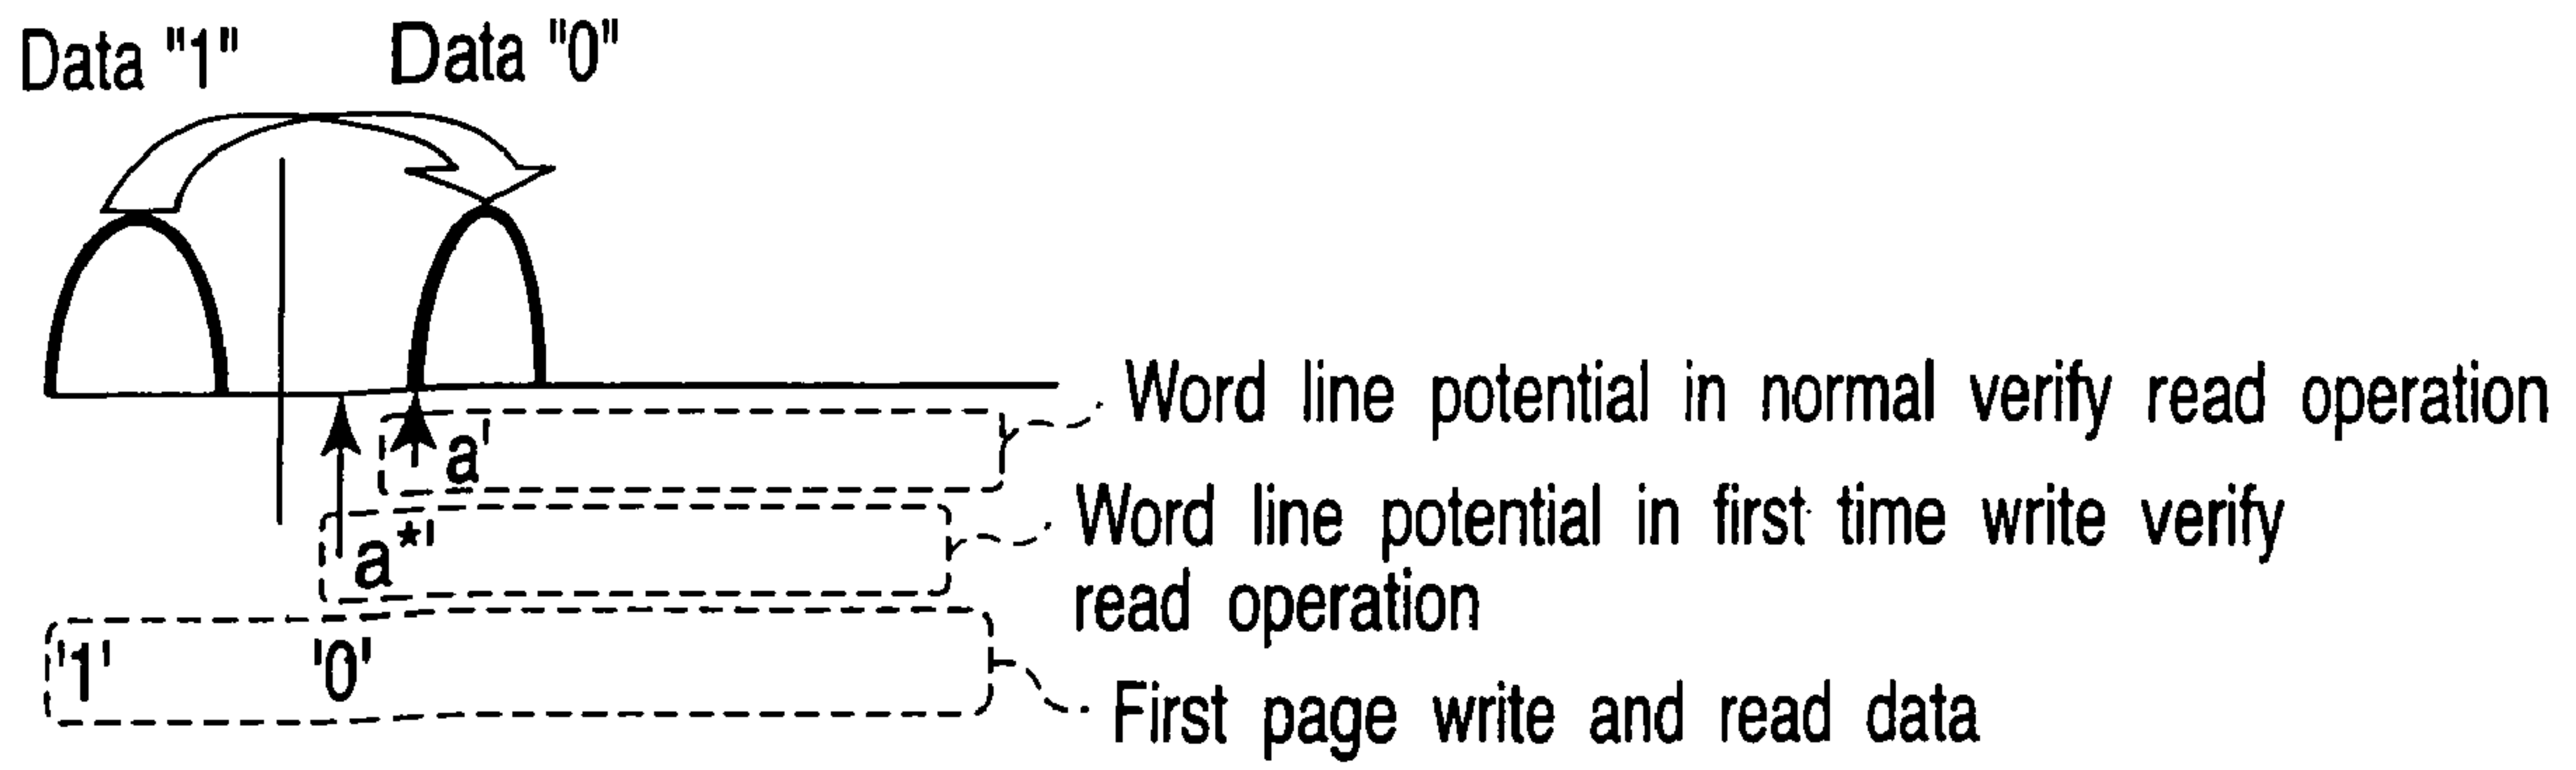 Data "1" Data "0"
Word line potential in normal verify read operation
a'
Word line potential in first time write verify
a*'
read operation
'1' '0'
First page write and read data